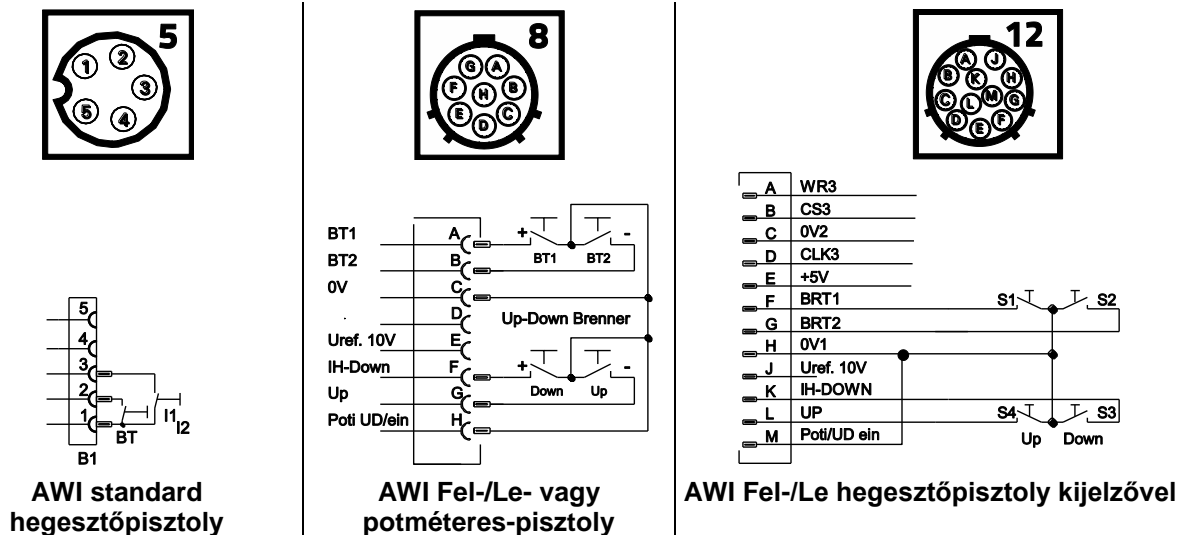 5
1
2
3
4
5
5
4
3
2
1
BT
I1
I2
B1
AWI standard
hegesztőpisztoly
8
G
A
F
H
B
E
D
C
BT1
A
+
-
BT1
BT2
BT2
B
0V
C
.
D
Up-Down Brenner
Uref. 10V
E
IH-Down
F
+
-
Down
Up
Up
G
Poti UD/ein
H
AWI Fel-/Le- vagy
potméteres-pisztoly
12
A
J
B
K
H
C
L
M
G
D
E
F
A WR3
B CS3
C 0V2
D CLK3
E +5V
F BRT1
S1
S2
G BRT2
H 0V1
J Uref. 10V
K IH-DOWN
L UP
S4
S3
M Poti/UD ein
Up
Down
AWI Fel-/Le hegesztőpisztoly kijelzővel